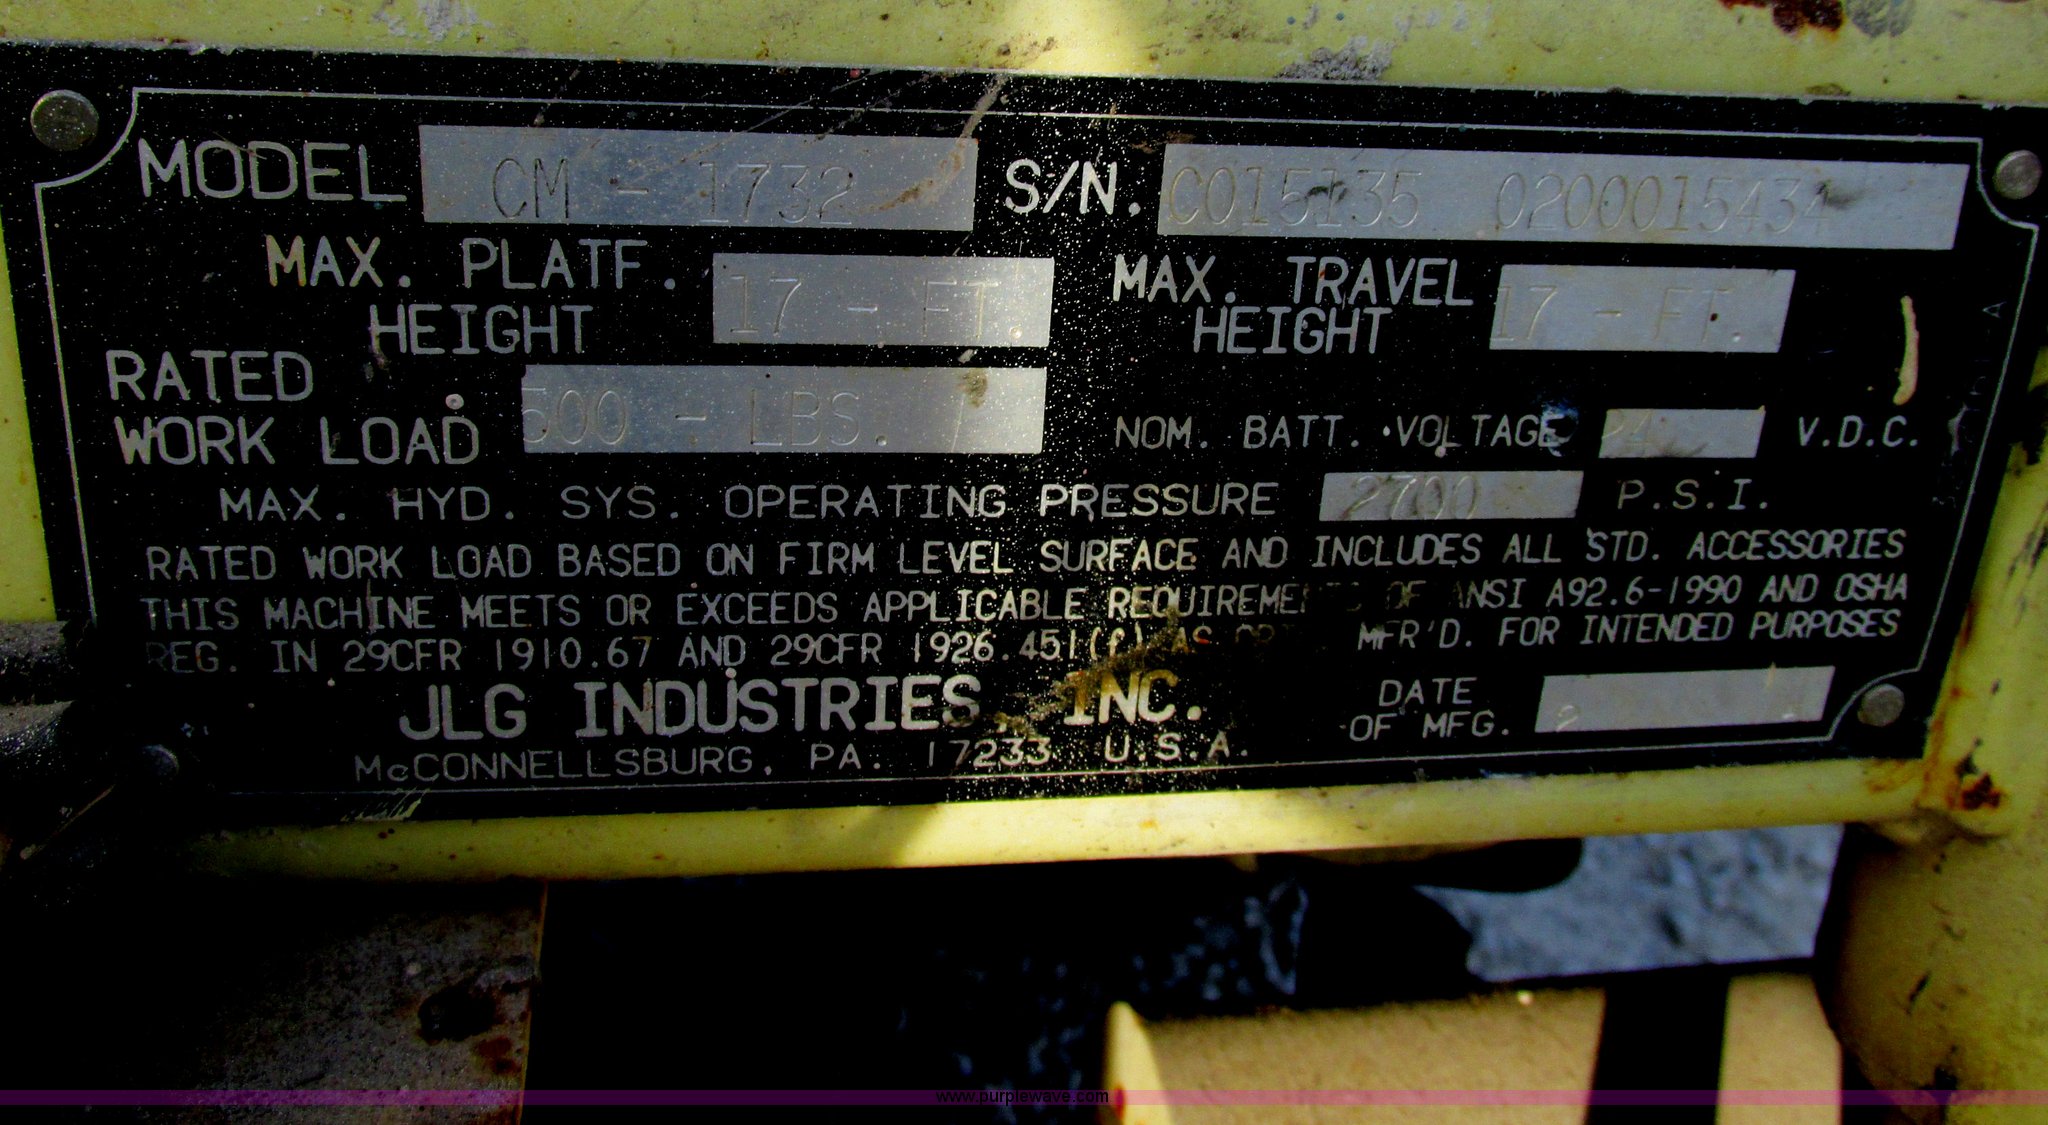 MODEL CM - 1732 S/N. C015135 0200015434
MAX. PLATF. HEIGHT 17 - FT. MAX. TRAVEL HEIGHT 17 - FT.
RATED WORK LOAD 500 - LBS. NOM. BATT. VOLTAGE 24 V.D.C.
MAX. HYD. SYS. OPERATING PRESSURE 2700 P.S.I.
RATED WORK LOAD BASED ON FIRM LEVEL SURFACE AND INCLUDES ALL STD. ACCESSORIES
THIS MACHINE MEETS OR EXCEEDS APPLICABLE OF ANSI A92.6-1990 AND OSHA
REG. IN 29CFR 1910.67 AND 29CFR 1926.451(f) AS MFR'D. FOR INTENDED PURPOSES
JLG INDUSTRIES, INC. DATE OF MFG.
McCONNELLSBURG, PA. 17233 U.S.A.
www.purplewave.com